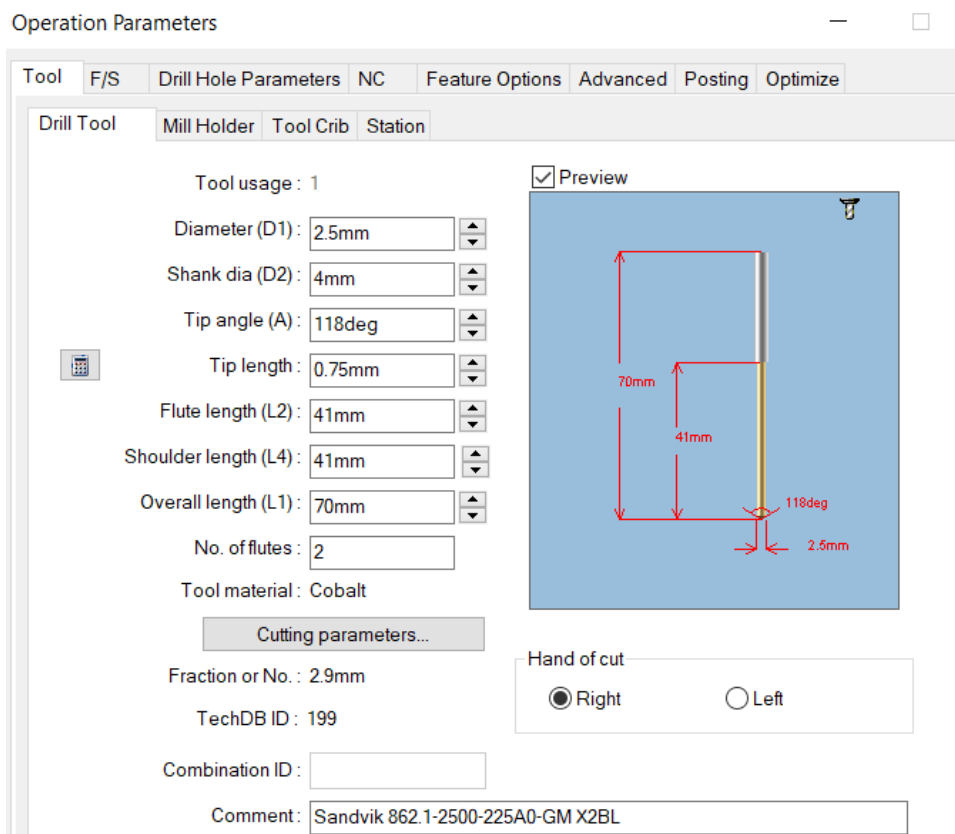 Operation Parameters
Tool F/S Drill Hole Parameters NC Feature Options Advanced Posting Optimize
Drill Tool Mill Holder Tool Crib Station
Tool usage : 1
Preview
Diameter (D1) : 2.5mm
Shank dia (D2) : 4mm
Tip angle (A) : 118deg
Tip length : 0.75mm
Flute length (L2) : 41mm
Shoulder length (L4) : 41mm
Overall length (L1) : 70mm
No. of flutes : 2
Tool material : Cobalt
Cutting parameters...
Fraction or No. : 2.9mm
TechDB ID : 199
Combination ID :
Comment : Sandvik 862.1-2500-225A0-GM X2BL
70mm
41mm
118deg
2.5mm
Hand of cut
Right Left